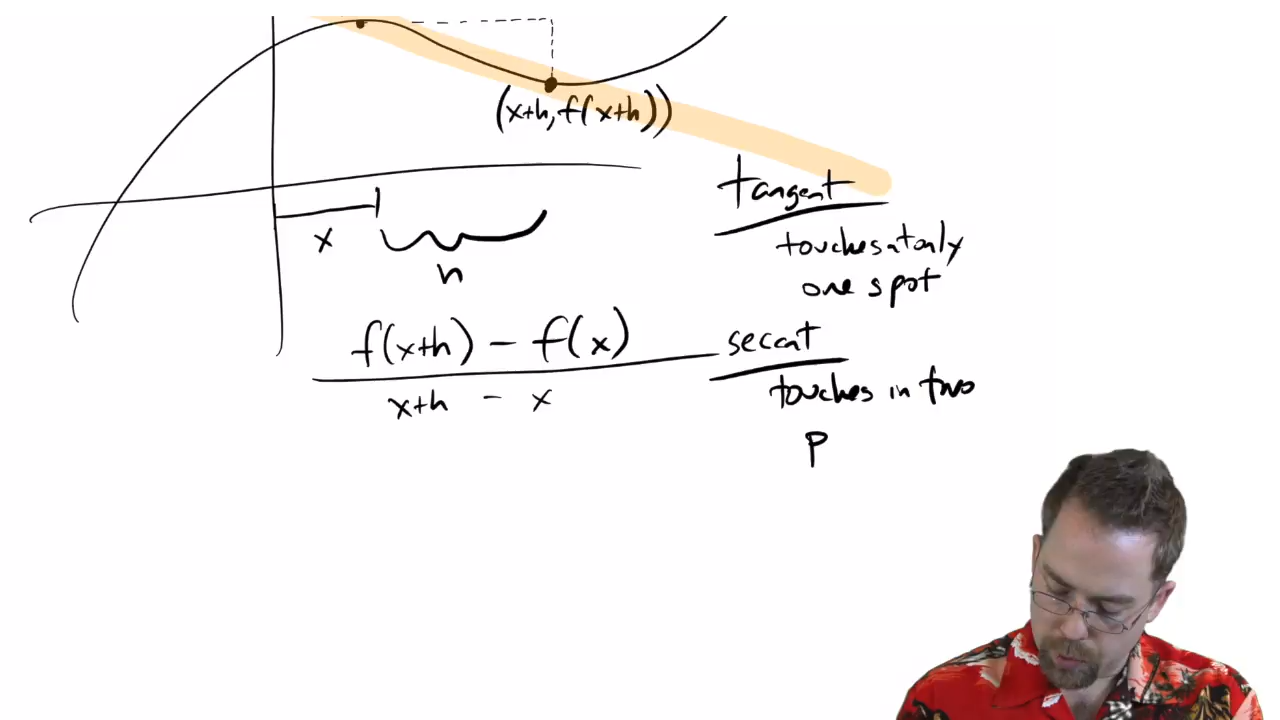 (x+h, f(x+h))
tangent
touches at only
one spot
x
h
f(x+h) - f(x)
x+h - x
secant
touches in two
p